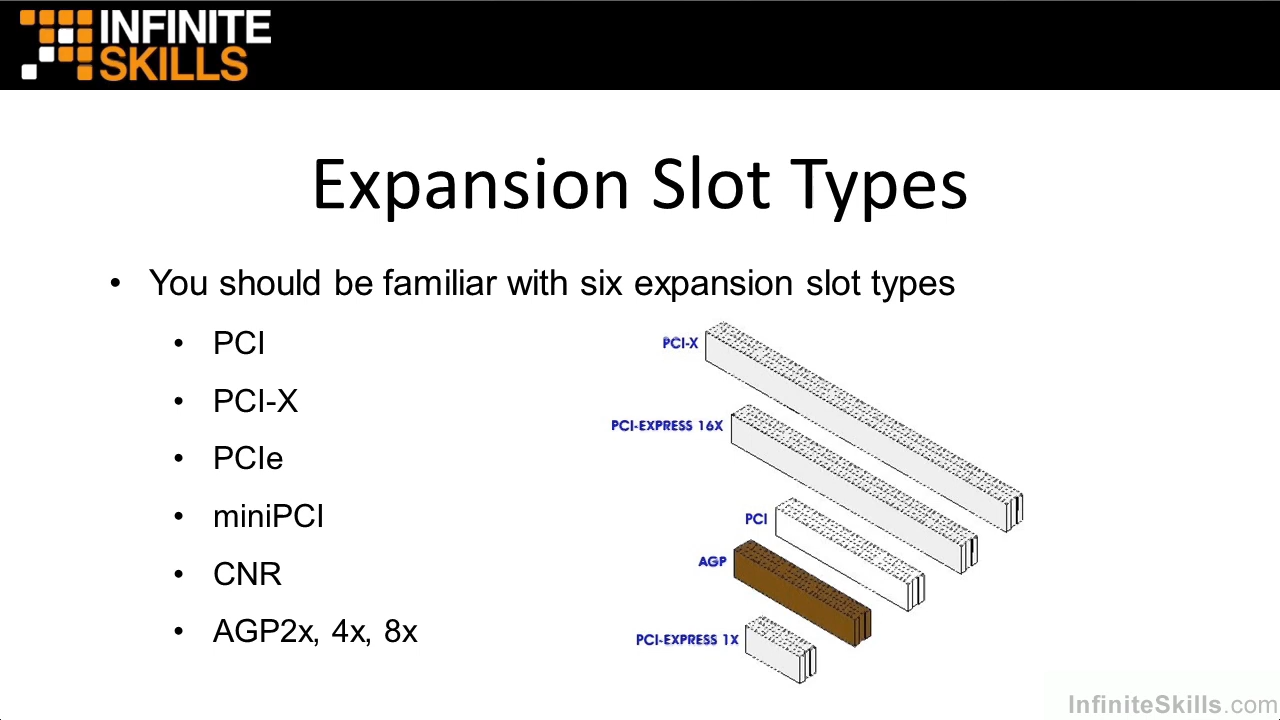 INFINITE
SKILLS
Expansion Slot Types
• You should be familiar with six expansion slot types
• PCI
• PCI-X
• PCIe
• miniPCI
• CNR
• AGP2x, 4x, 8x
PCI-X
PCI-EXPRESS 16X
PCI
AGP
PCI-EXPRESS 1X
InfiniteSkills.com